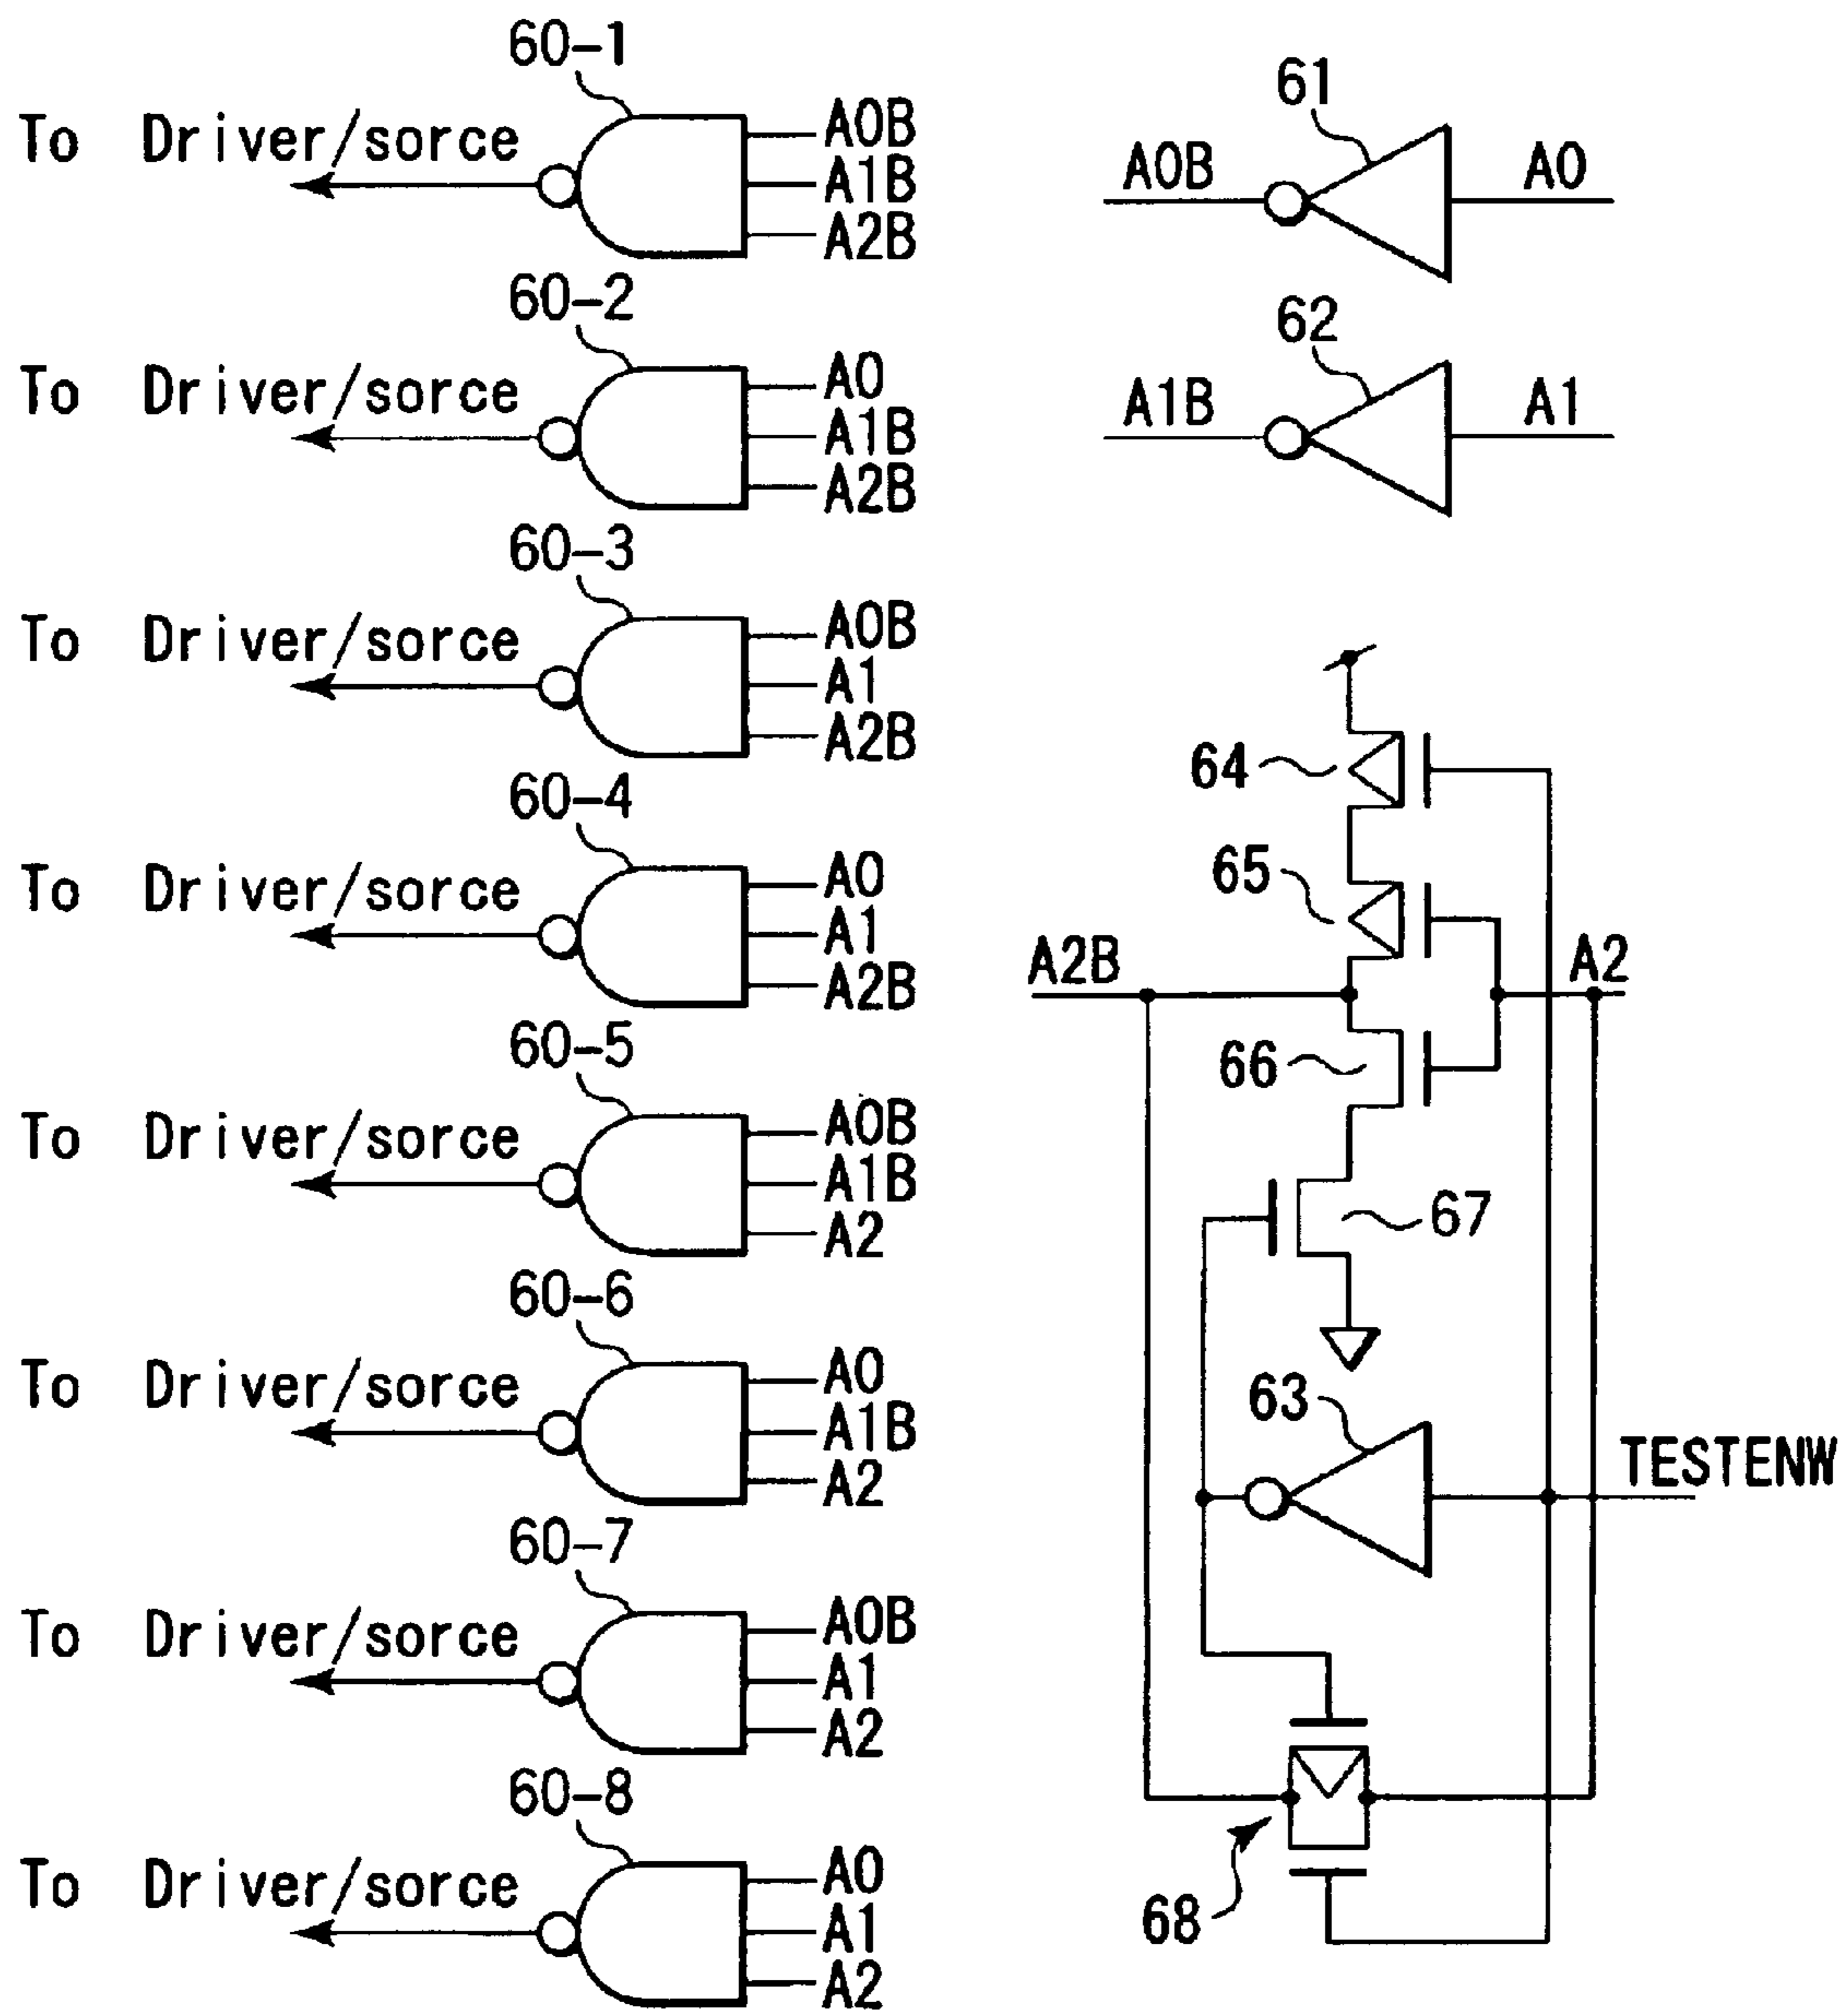 60-1
To Driver/sorce
A0B
A1B
A2B
60-2
To Driver/sorce
A0
A1B
A2B
60-3
To Driver/sorce
A0B
A1
A2B
60-4
To Driver/sorce
A0
A1
A2B
60-5
To Driver/sorce
A0B
A1B
A2
60-6
To Driver/sorce
A0
A1B
A2
60-7
To Driver/sorce
A0B
A1
A2
60-8
To Driver/sorce
A0
A1
A2
61
A0B
A0
62
A1B
A1
64
65
A2B
A2
66
67
63
TESTENW
68